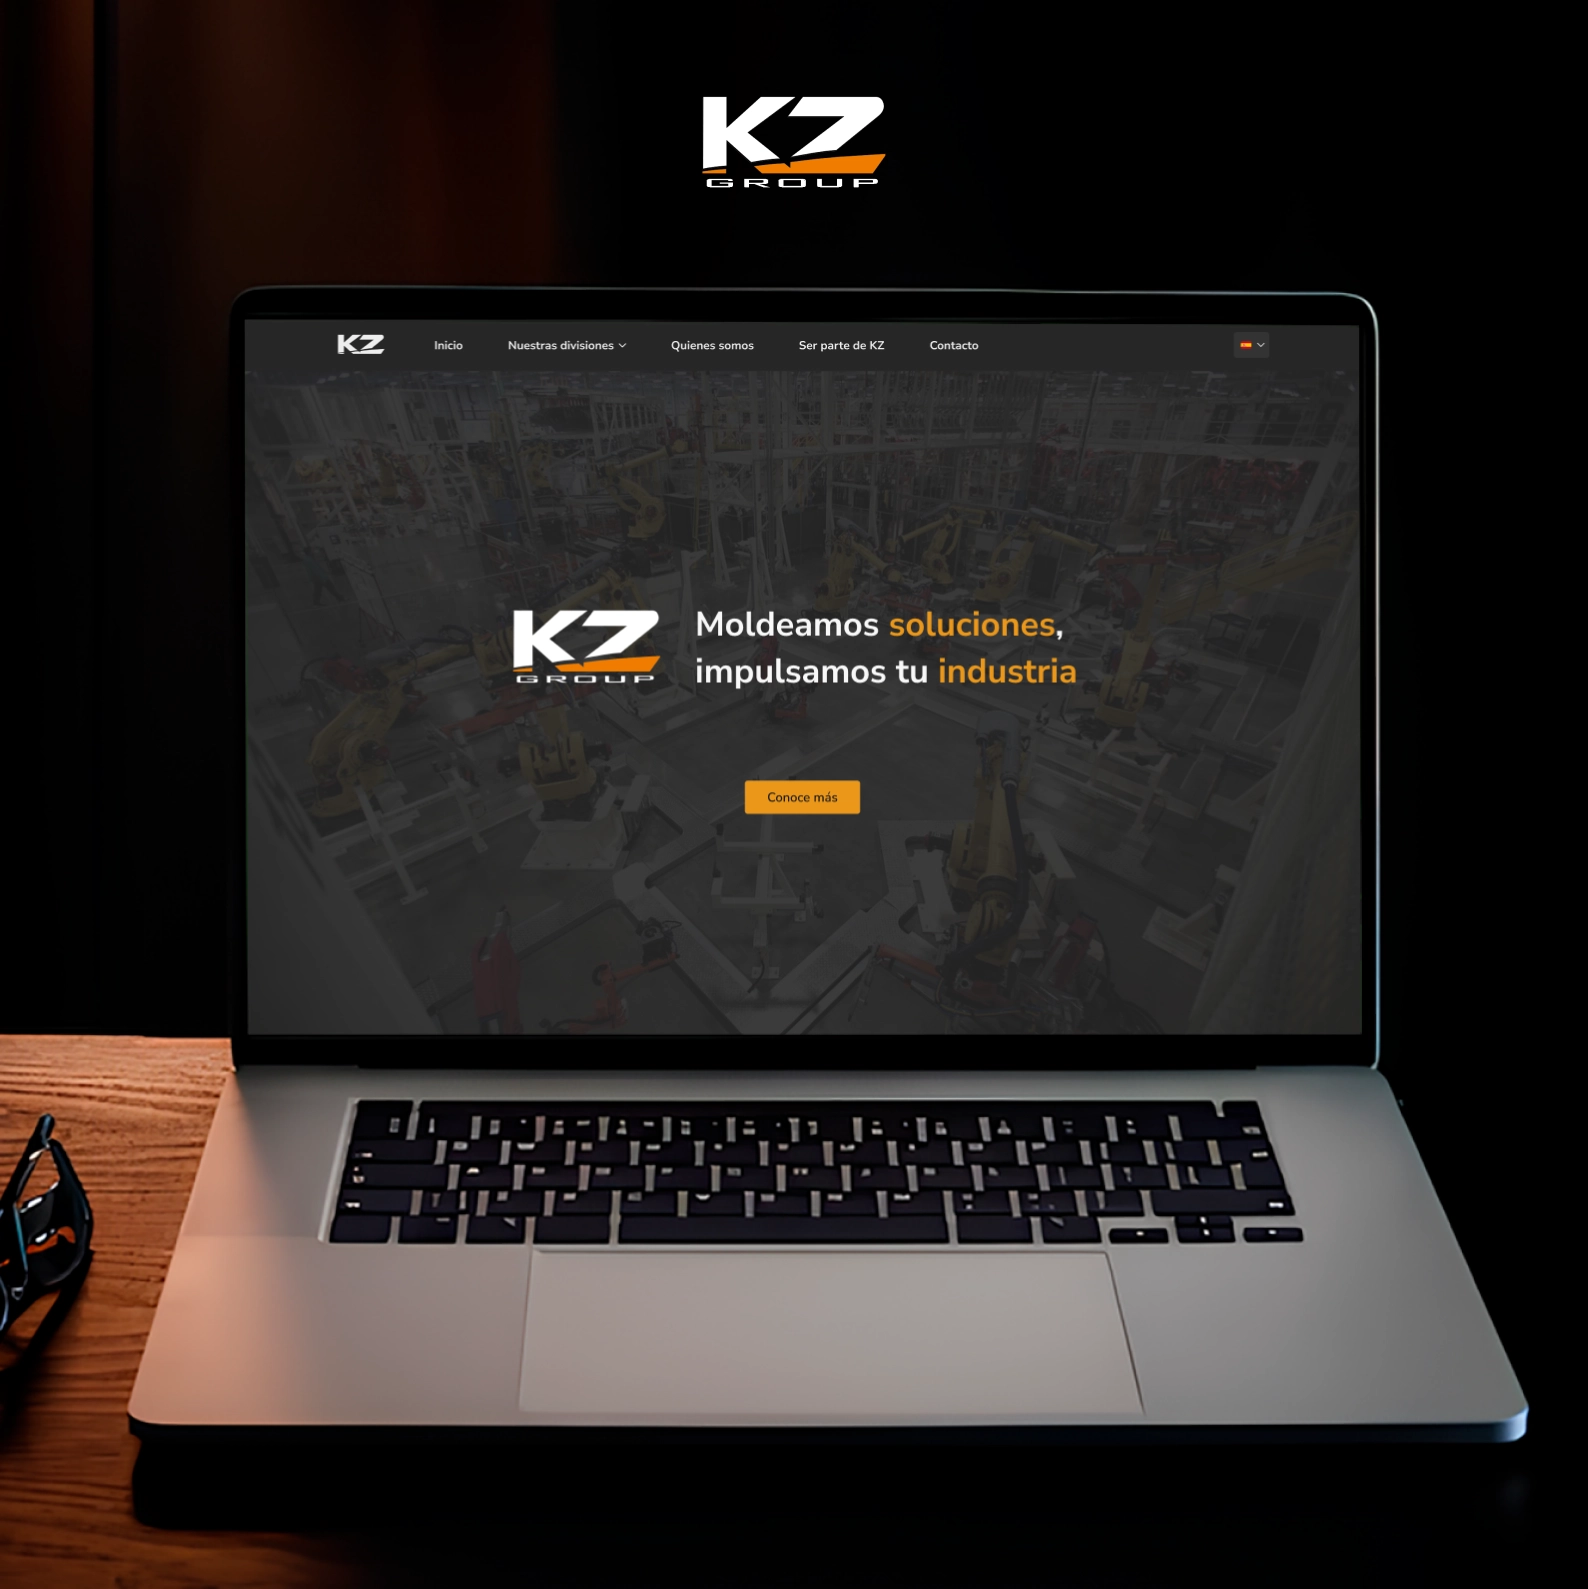 KZ
GROUP
KZ
Inicio
Nuestras divisiones
Quienes somos
Ser parte de KZ
Contacto
KZ
GROUP
Moldeamos soluciones,
impulsamos tu industria
Conoce más